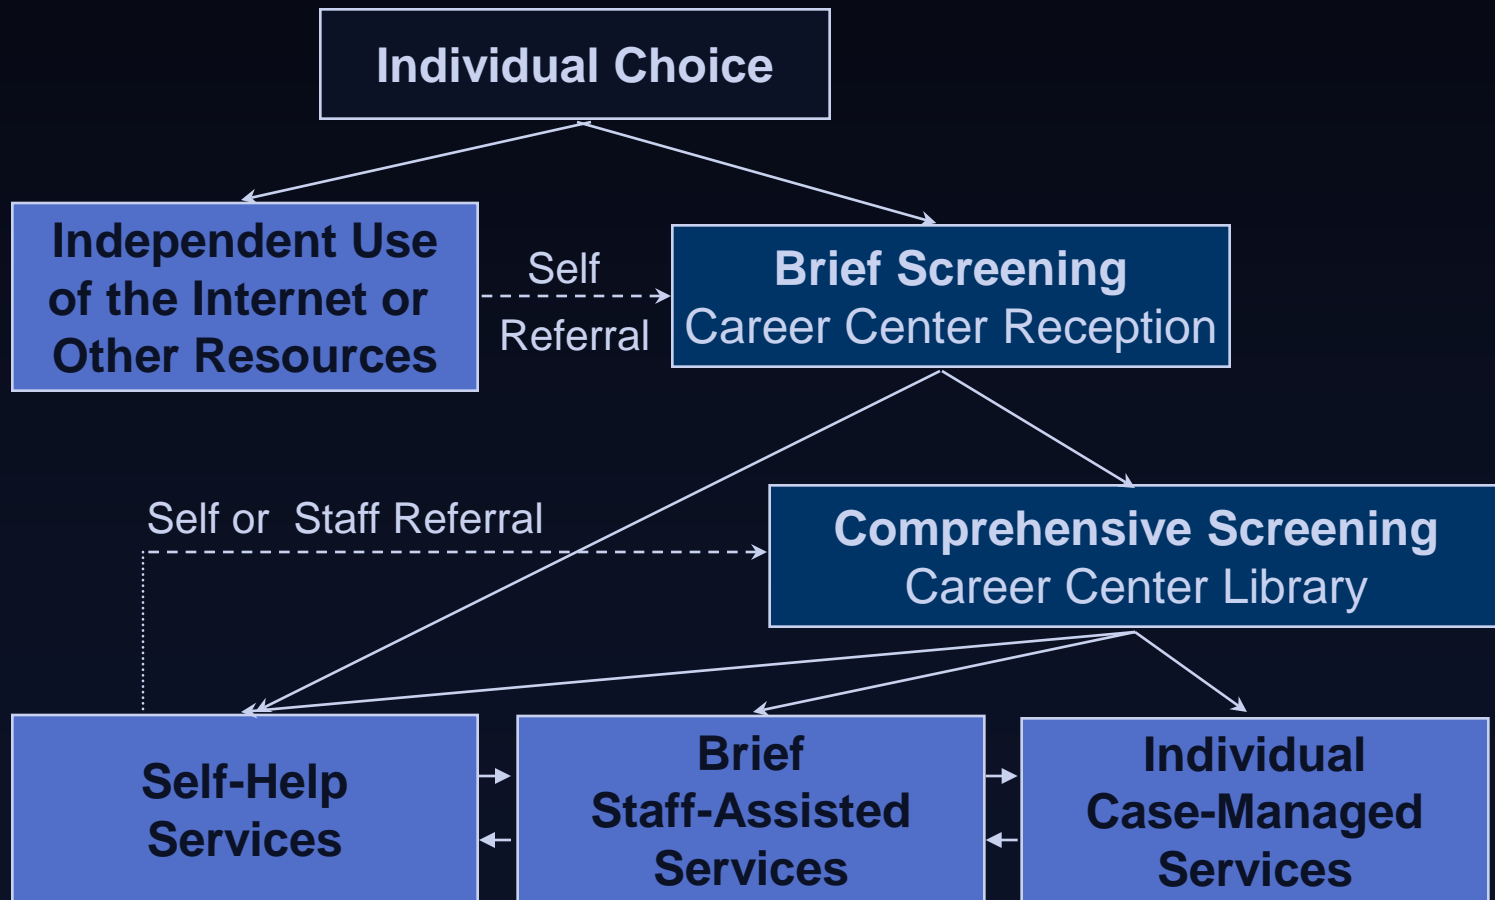 Individual Choice
Independent Use
of the Internet or
Other Resources
Self
Referral
Brief Screening
Career Center Reception
Self or  Staff Referral
Comprehensive Screening
Career Center Library
Self-Help
Services
Brief
Staff-Assisted
Services
Individual
Case-Managed
Services